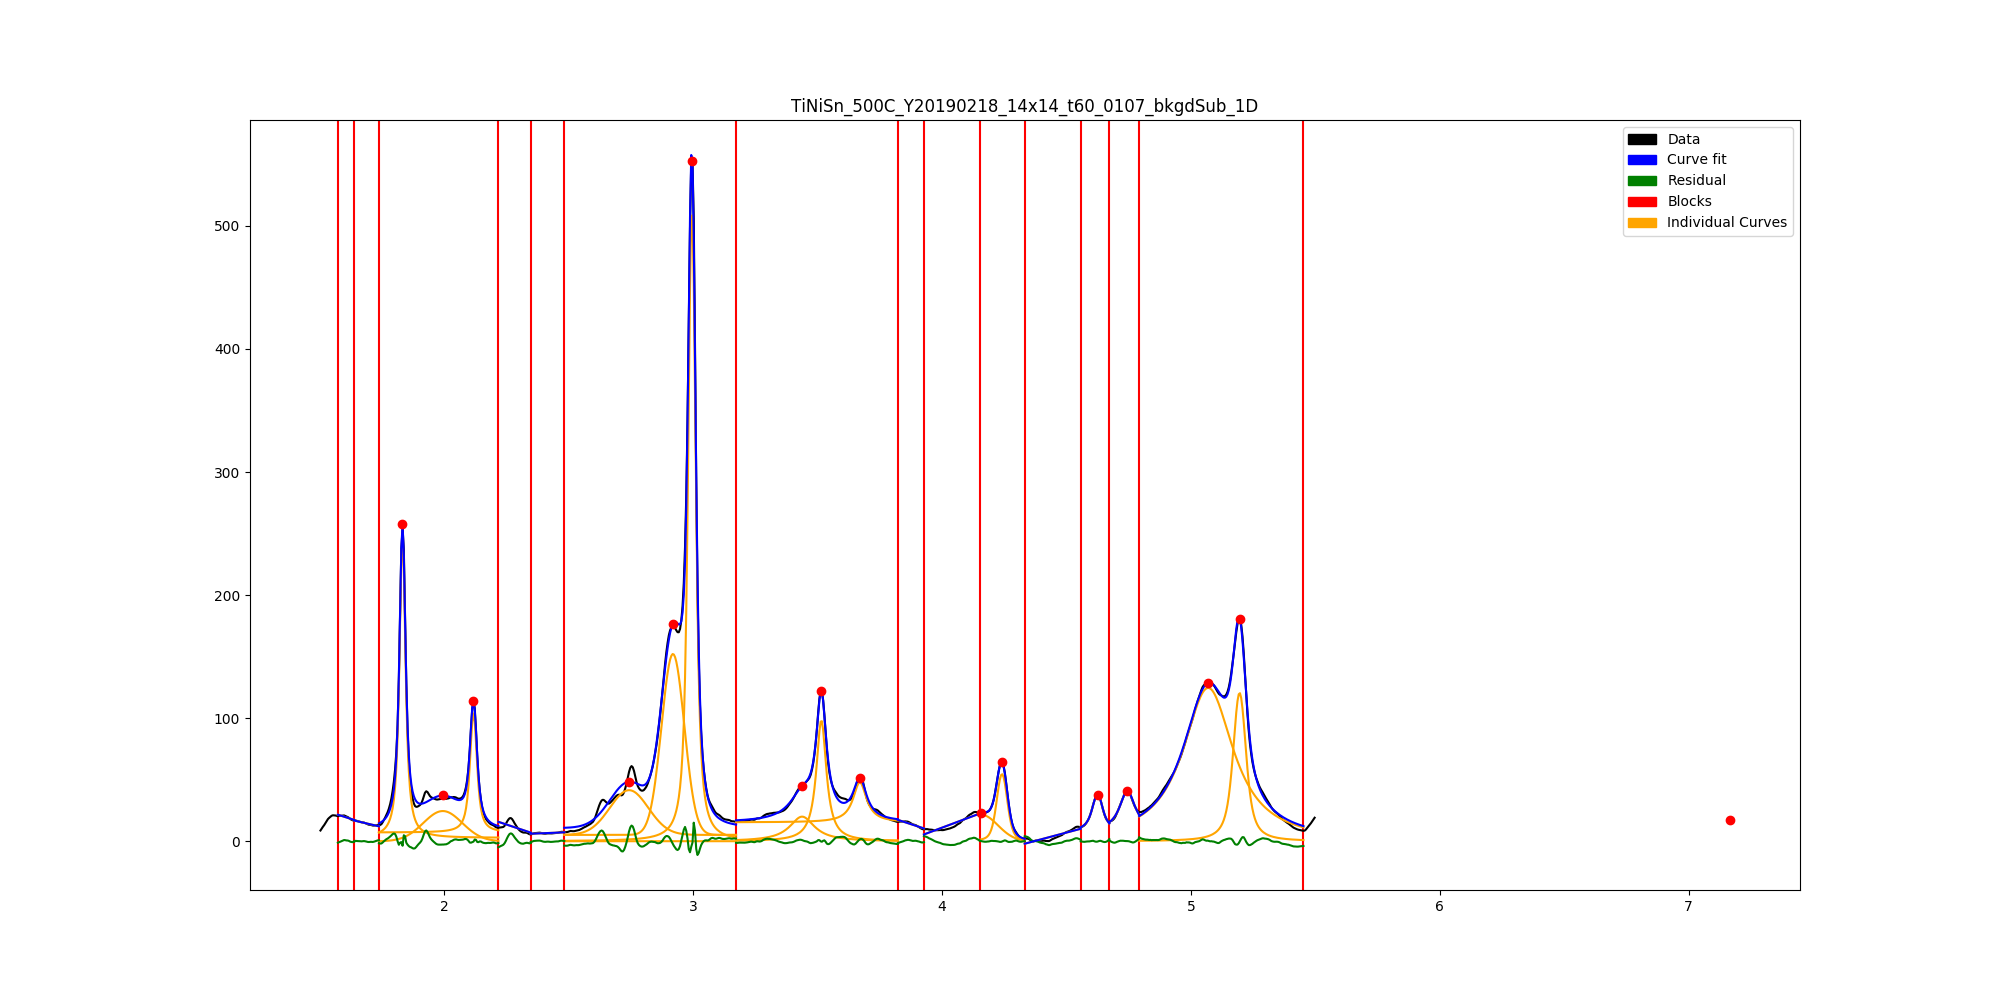 TiNiSn_500C_Y20190218_14x14_t60_0107_bkgdSub_1D
Data
Curve fit
Residual
Blocks
Individual Curves
500
400
300
200
100
0
2 3 4 5 6 7